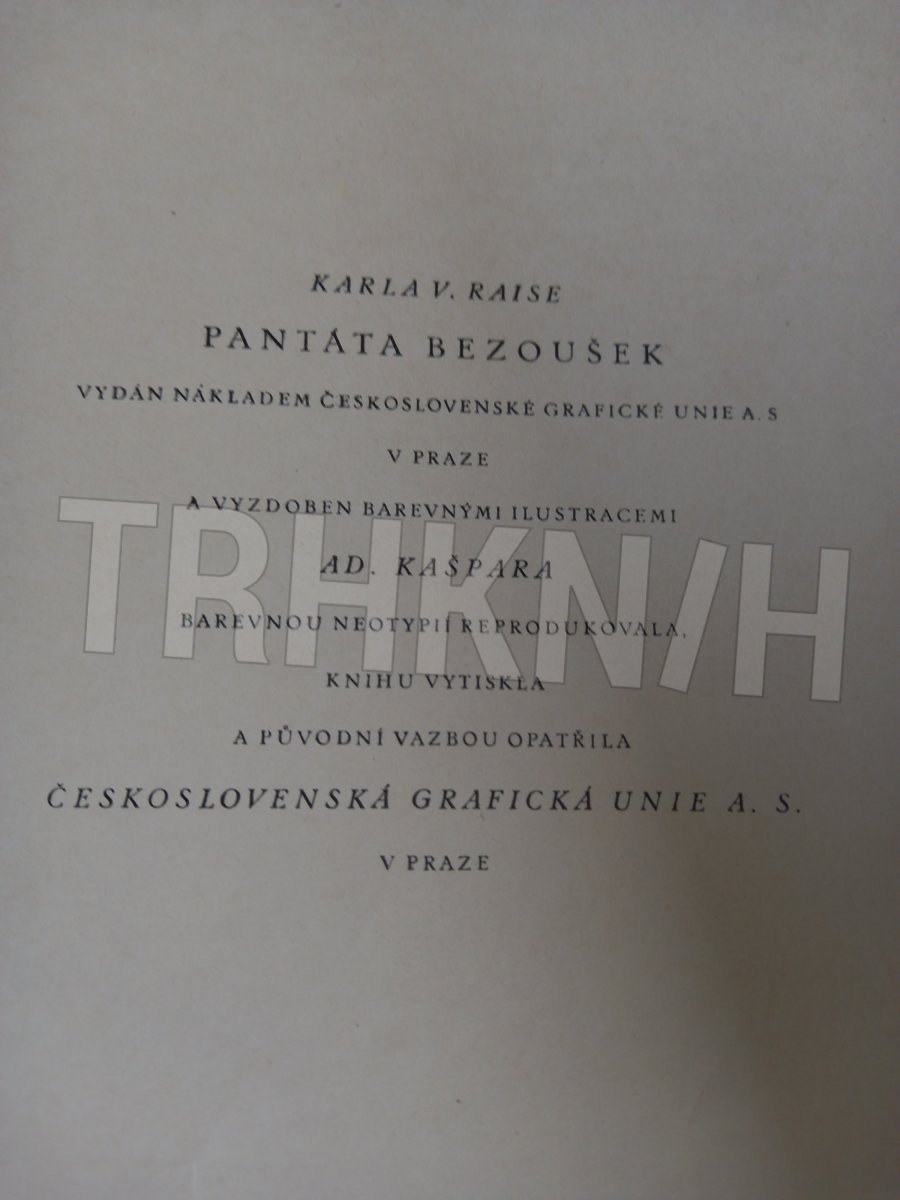 KARLA V. RAISE
PANTÁTA BEZOUŠEK
VYDÁN NÁKLADEM ČESKOSLOVENSKÉ GRAFICKÉ UNIE A. S
V PRAZE
A VYZDOBEN BAREVNÝMI ILUSTRACEMI
TRHKN/H
AD. KAŠPARA
BAREVNOU NEOTYPIÍ REPRODUKOVALA,
KNIHU VYTISKLA
A PŮVODNÍ VAZBOU OPATŘILA
ČESKOSLOVENSKÁ GRAFICKÁ UNIE A. S.
V PRAZE